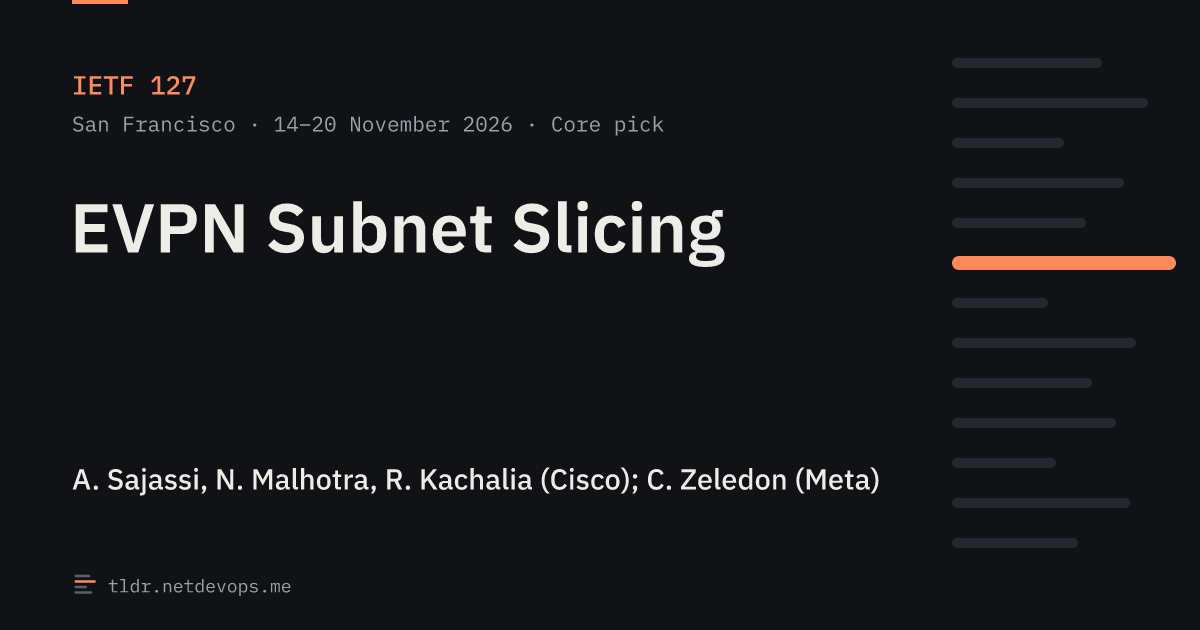 IETF 127
San Francisco · 14–20 November 2026 · Core pick
EVPN Subnet Slicing
A. Sajassi, N. Malhotra, R. Kachalia (Cisco); C. Zeledon (Meta)
tldr.netdevops.me